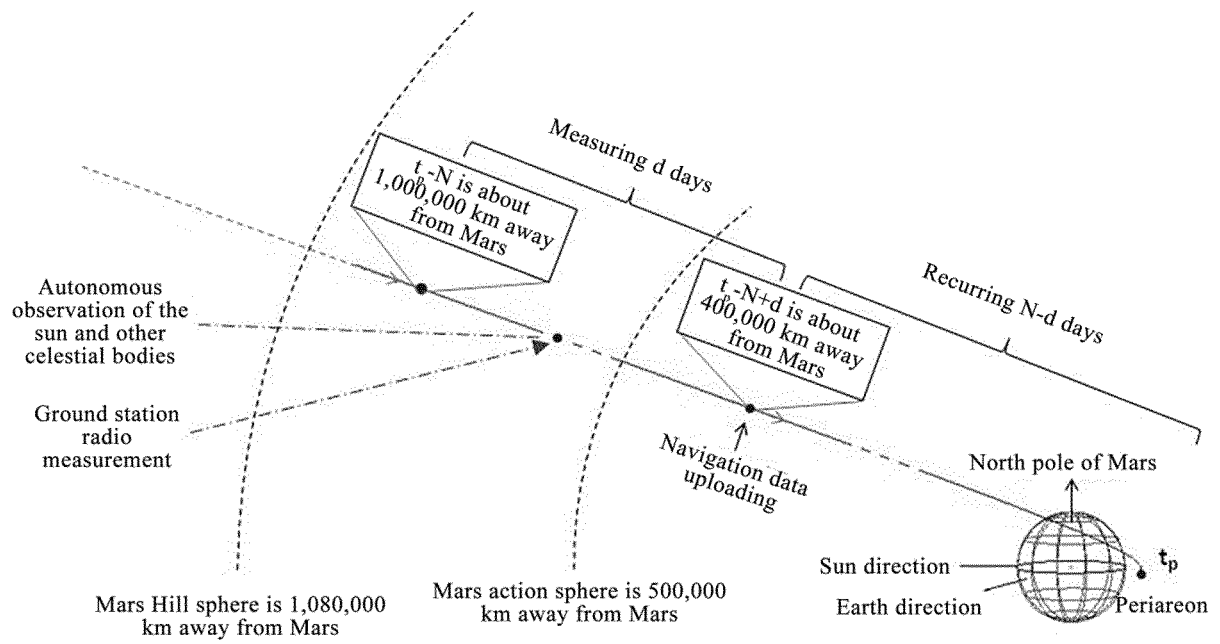 Measuring d days
tp-N is about
1,000,000 km away
from Mars
Recurring N-d days
tp-N+d is about
400,000 km away
from Mars
Autonomous
observation of the
sun and other
celestial bodies
Ground station
radio
measurement
Navigation data
uploading
North pole of Mars
tp
Sun direction
Earth direction
Periareon
Mars Hill sphere is 1,080,000
km away from Mars
Mars action sphere is 500,000
km away from Mars